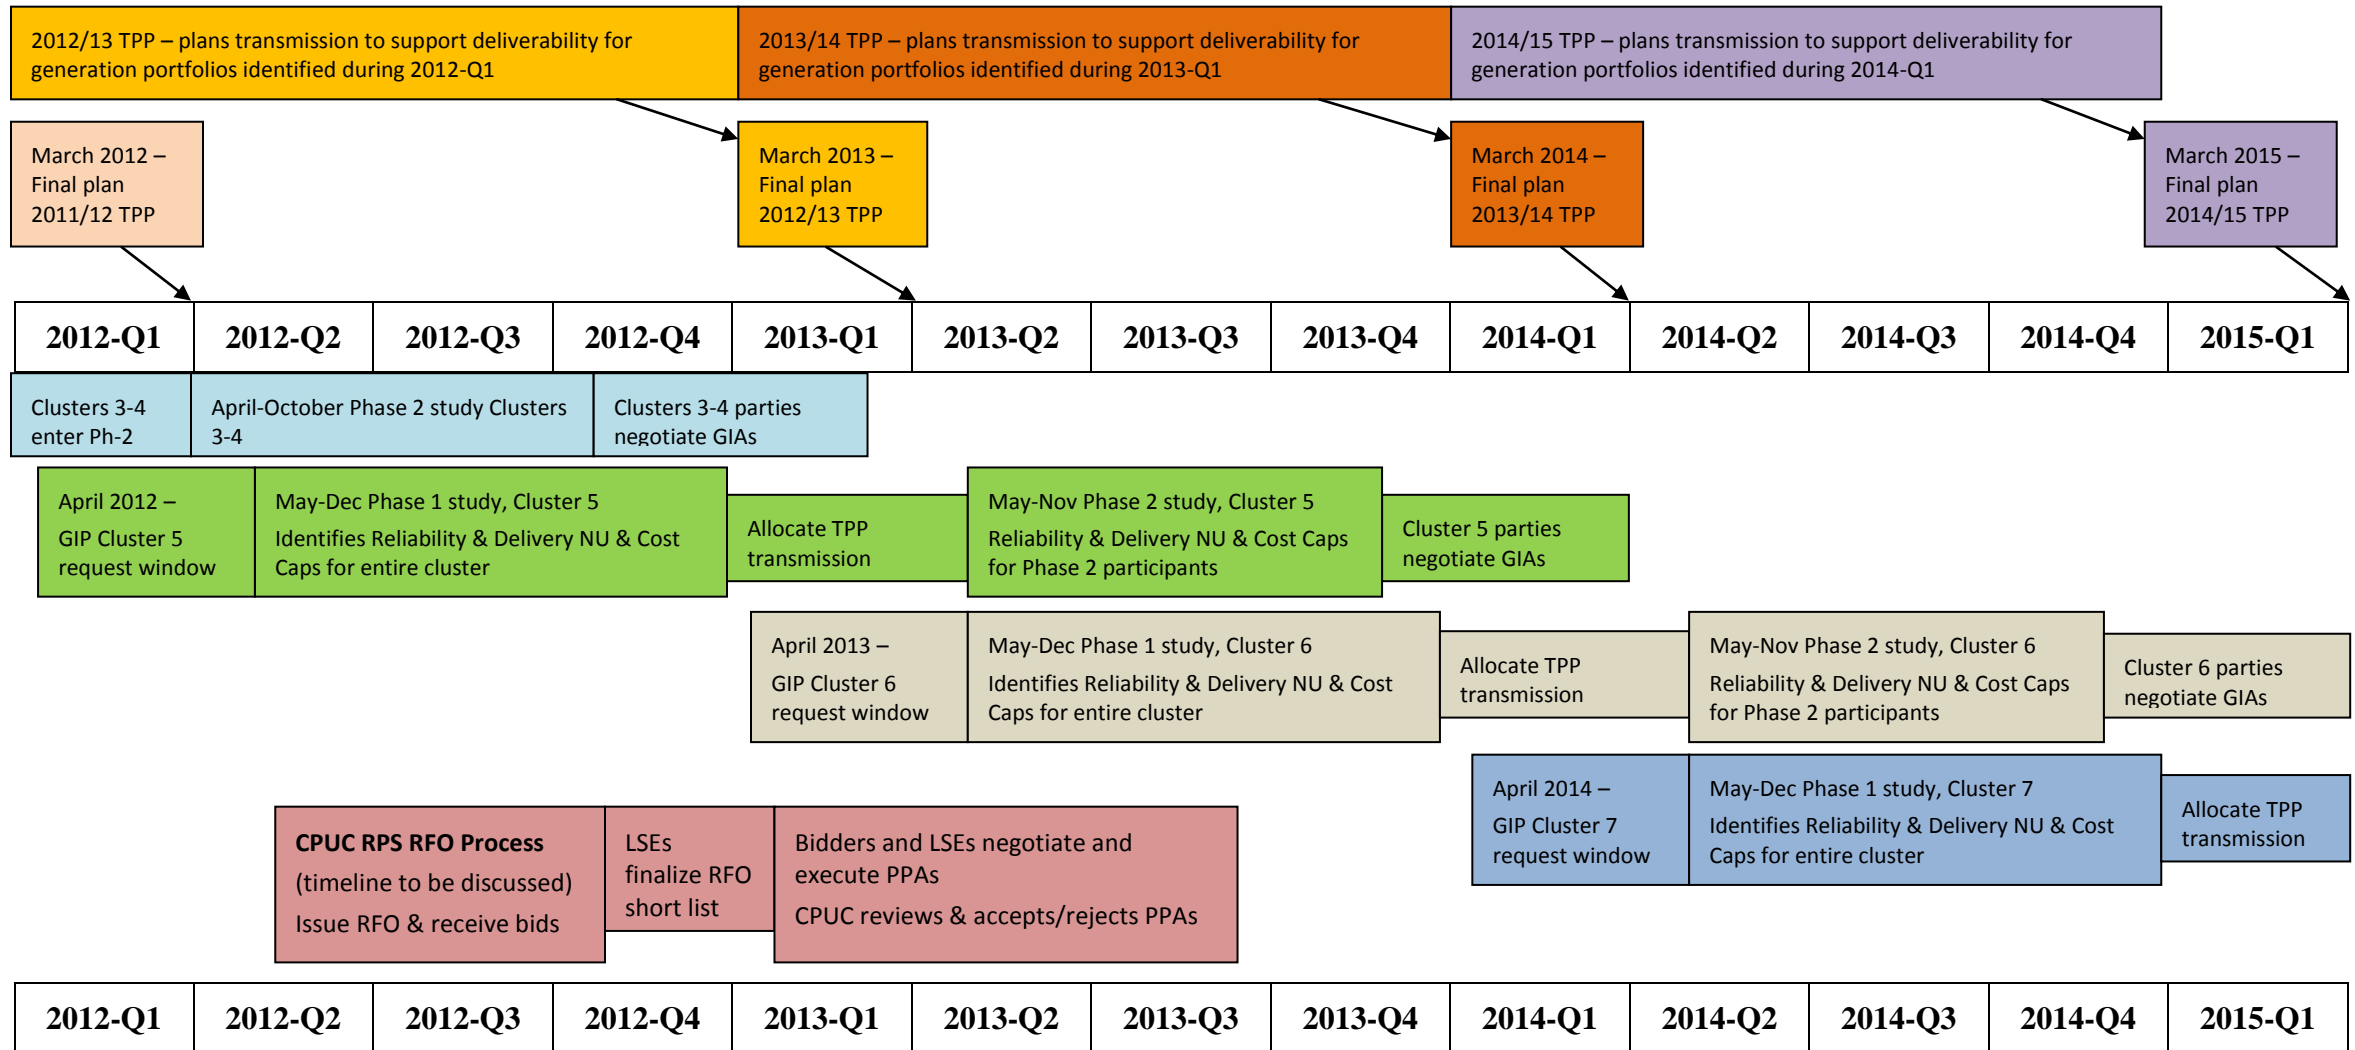 2012/13 TPP – plans transmission to support deliverability for
generation portfolios identified during 2012-Q1
2013/14 TPP – plans transmission to support deliverability for
generation portfolios identified during 2013-Q1
2014/15 TPP – plans transmission to support deliverability for
generation portfolios identified during 2014-Q1
March 2012 –
Final plan
2011/12 TPP
March 2013 –
Final plan
2012/13 TPP
March 2014 –
Final plan
2013/14 TPP
March 2015 –
Final plan
2014/15 TPP
2012-Q1 2012-Q2 2012-Q3 2012-Q4 2013-Q1 2013-Q2 2013-Q3 2013-Q4 2014-Q1 2014-Q2 2014-Q3 2014-Q4 2015-Q1
Clusters 3-4
enter Ph-2
April-October Phase 2 study Clusters
3-4
Clusters 3-4 parties
negotiate GIAs
April 2012 –
GIP Cluster 5
request window
May-Dec Phase 1 study, Cluster 5
Identifies Reliability & Delivery NU & Cost
Caps for entire cluster
Allocate TPP
transmission
May-Nov Phase 2 study, Cluster 5
Reliability & Delivery NU & Cost Caps
for Phase 2 participants
Cluster 5 parties
negotiate GIAs
April 2013 –
GIP Cluster 6
request window
May-Dec Phase 1 study, Cluster 6
Identifies Reliability & Delivery NU & Cost
Caps for entire cluster
Allocate TPP
transmission
May-Nov Phase 2 study, Cluster 6
Reliability & Delivery NU & Cost Caps
for Phase 2 participants
Cluster 6 parties
negotiate GIAs
April 2014 –
GIP Cluster 7
request window
May-Dec Phase 1 study, Cluster 7
Identifies Reliability & Delivery NU & Cost
Caps for entire cluster
Allocate TPP
transmission
CPUC RPS RFO Process
(timeline to be discussed)
Issue RFO & receive bids
LSEs
finalize RFO
short list
Bidders and LSEs negotiate and
execute PPAs
CPUC reviews & accepts/rejects PPAs
2012-Q1 2012-Q2 2012-Q3 2012-Q4 2013-Q1 2013-Q2 2013-Q3 2013-Q4 2014-Q1 2014-Q2 2014-Q3 2014-Q4 2015-Q1